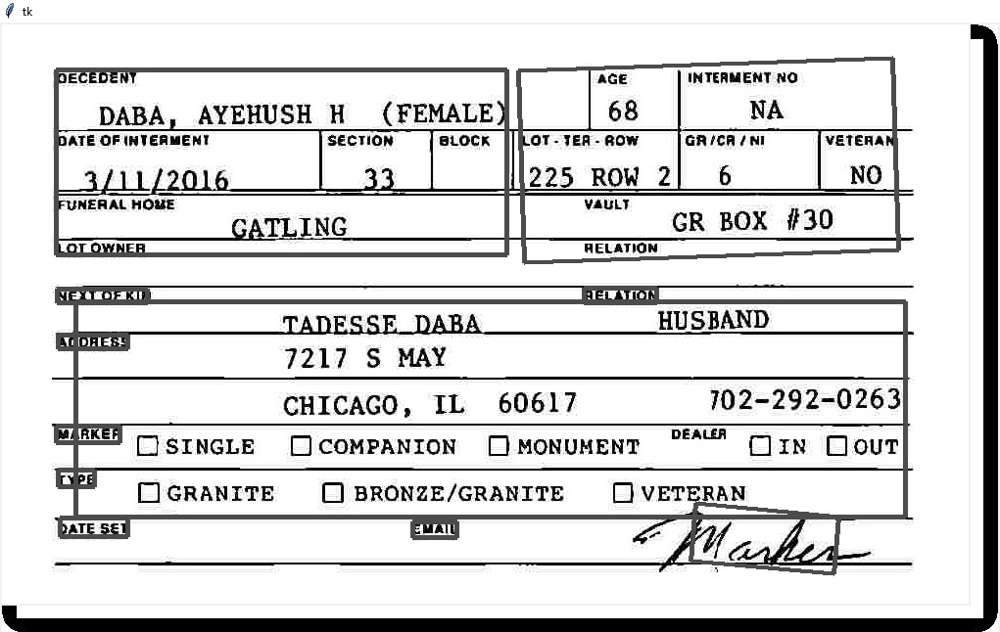 tk
DECEDENT AGE INTERMENT NO
DABA, AYEHUSH H (FEMALE) 68 NA
DATE OF INTERMENT SECTION BLOCK LOT - TER - ROW GR/CR/NI VETERAN
3/11/2016 33 225 ROW 2 6 NO
FUNERAL HOME VAULT
GATLING GR BOX #30
LOT OWNER RELATION
NEXT OF KIN RELATION
TADESSE DABA HUSBAND
ADDRESS
7217 S MAY
CHICAGO, IL 60617 702-292-0263
MARKER DEALER
SINGLE COMPANION MONUMENT IN OUT
TYPE
GRANITE BRONZE/GRANITE VETERAN
DATE SET EMAIL
Marker